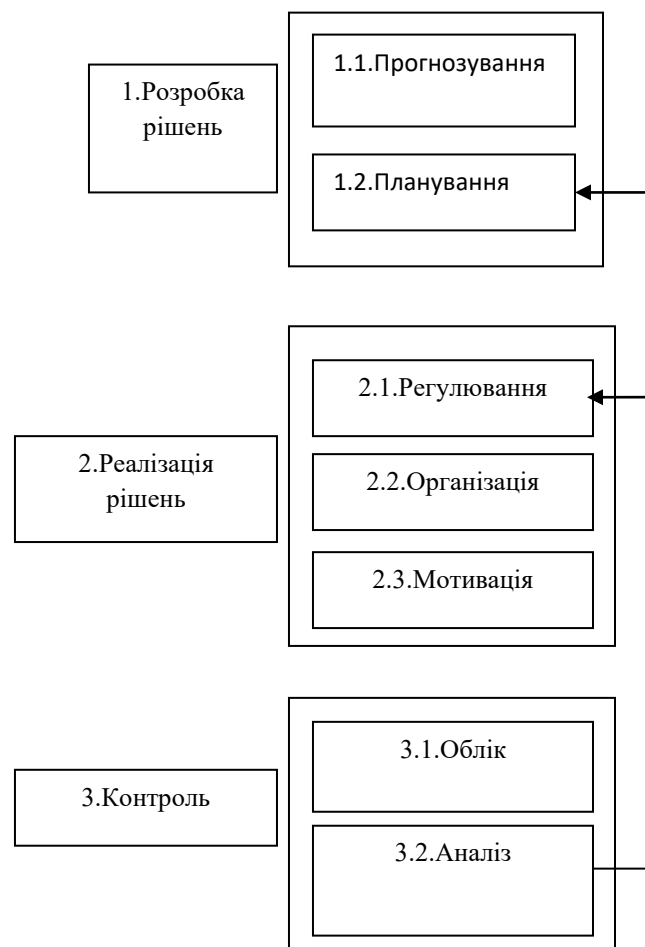 1.1.Прогнозування
1.Розробка
рішень
1.2.Планування
2.1.Регулювання
2.Реалізація
рішень
2.2.Організація
2.3.Мотивація
3.1.Облік
3.Контроль
3.2.Аналіз